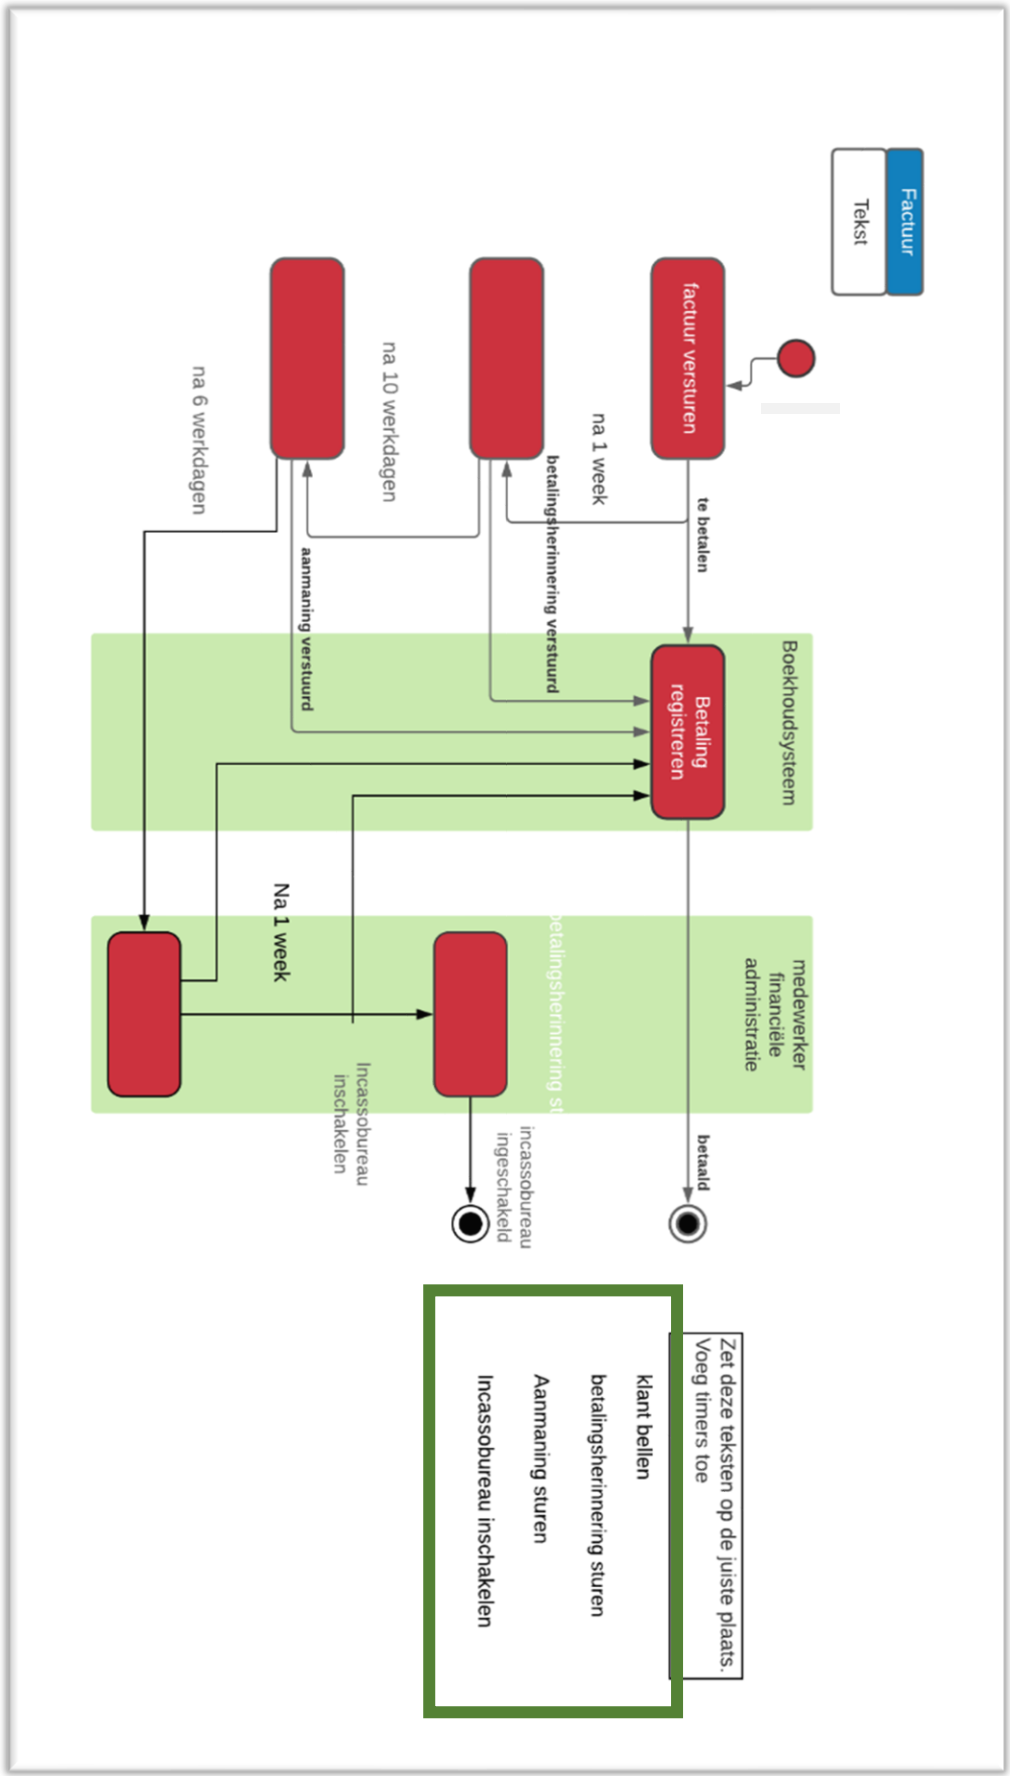 Factuur
Tekst
factuur versturen
te betalen
Boekhoudsysteem
Betaling
registreren
medewerker
financiële
administratie
betaald
na 1 week
betalingsherinnering verstuurd
betalingsherinnering st
incassobureau
ingeschakeld
na 10 werkdagen
aanmaning verstuurd
Na 1 week
Incassobureau
inschakelen
na 6 werkdagen
Zet deze teksten op de juiste plaats.
Voeg timers toe
klant bellen
betalingsherinnering sturen
Aanmaning sturen
Incassobureau inschakelen